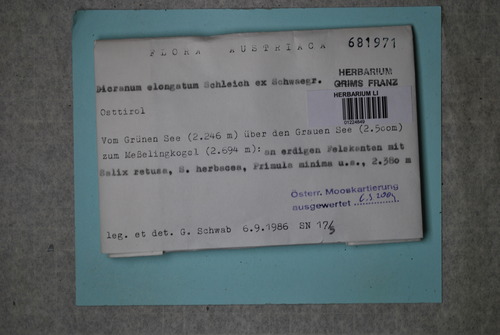 FLORA AUSTRIACA 681971
Dicranum elongatum Schleich ex Schwaegr.
HERBARIUM
GRIMS FRANZ
HERBARIUM LI
Osttirol
Vom Grünen See (2.246 m) über den Grauen See (2.500m)
zum Meßelingkogel (2.694 m): an erdigen Felskanten mit
Salix retusa, S. herbacea, Primula minima u.a., 2.380 m
Österr. Mooskartierung
ausgewertet
leg. et det. G. Schwab 6.9.1986 SN